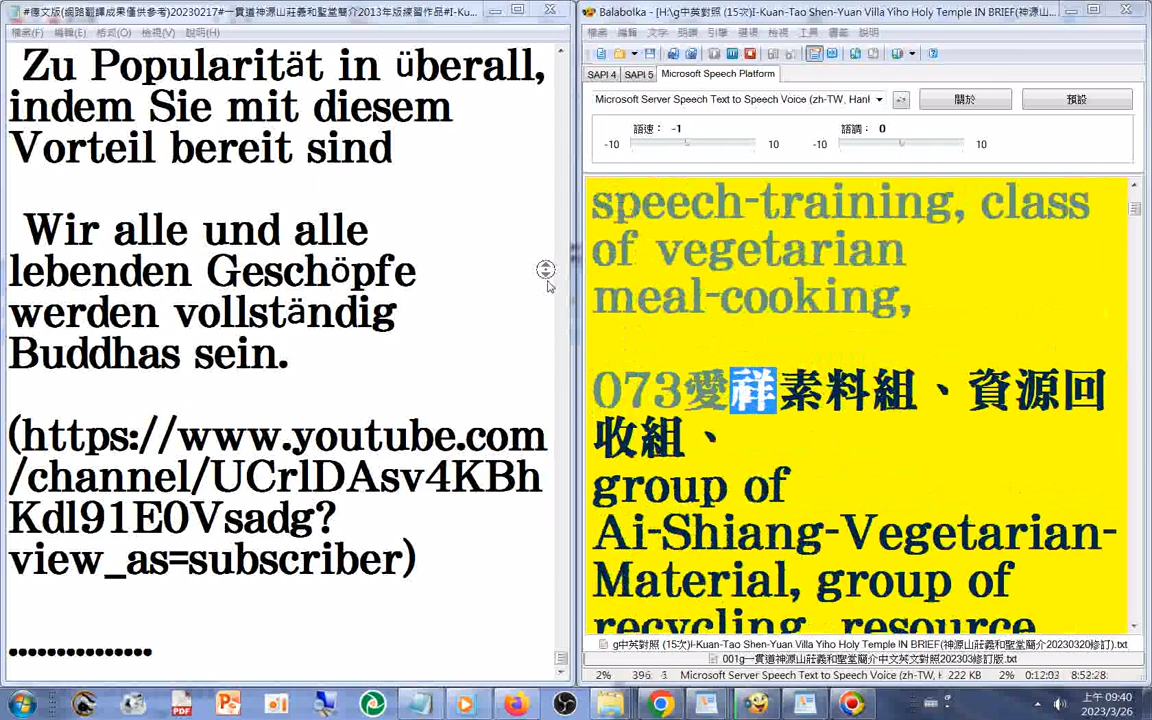 #德文版(網路翻譯成果僅供參考)20230217#一貫道神源山莊義和聖堂簡介2013年版練習作品#I-Ku...
檔案(F) 編輯(E) 格式(O) 檢視(V) 說明(H)
Zu Popularität in überall,
indem Sie mit diesem
Vorteil bereit sind
Wir alle und alle
lebenden Geschöpfe
werden vollständig
Buddhas sein.
(https://www.youtube.com
/channel/UCrlDAsv4KBh
Kdl91E0Vsadg?
view_as=subscriber)
...............
Balabolka - [H:\g中英對照 (15次)I-Kuan-Tao Shen-Yuan Villa Yiho Holy Temple IN BRIEF(神源山莊...
檔案 編輯 文字 朗讀 引擎 選項 檢視 工具 書籤 說明
SAPI 4 SAPI 5 Microsoft Speech Platform
Microsoft Server Speech Text to Speech Voice (zh-TW, Hanl 關於 預設
語速： -1 語調： 0
-10 10 -10 10
speech-training, class
of vegetarian
meal-cooking,
073愛祥素料組、資源回
收組、
group of
Ai-Shiang-Vegetarian-
Material, group of
recycling resource
g中英對照 (15次)I-Kuan-Tao Shen-Yuan Villa Yiho Holy Temple IN BRIEF(神源山莊義和聖堂簡介20230320修訂).txt
001g一貫道神源山莊義和聖堂簡介中文英文對照202303修訂版.txt
2% 396: Microsoft Server Speech Text to Speech Voice (zh-TW, 222 KB 2% 0:12:03 8:52:28
上午 09:40
2023/3/26